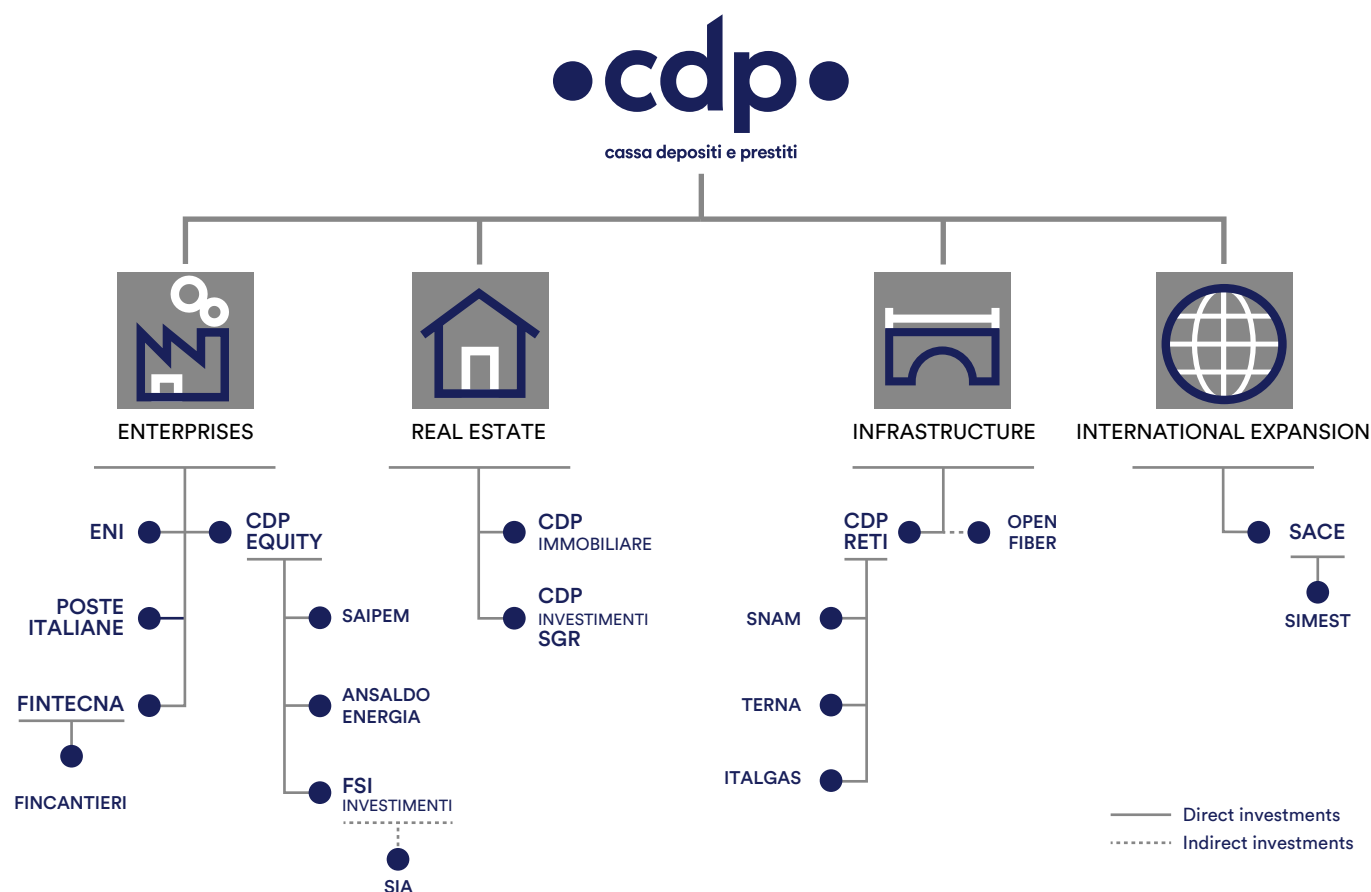 cdp
cassa depositi e prestiti
ENTERPRISES
REAL ESTATE
INFRASTRUCTURE
INTERNATIONAL EXPANSION
ENI
CDP
EQUITY
POSTE
ITALIANE
FINTECNA
FINCANTIERI
SAIPEM
ANSALDO
ENERGIA
FSI
INVESTIMENTI
SIA
CDP
IMMOBILIARE
CDP
INVESTIMENTI
SGR
CDP
RETI
OPEN
FIBER
SNAM
TERNA
ITALGAS
SACE
SIMEST
Direct investments
Indirect investments